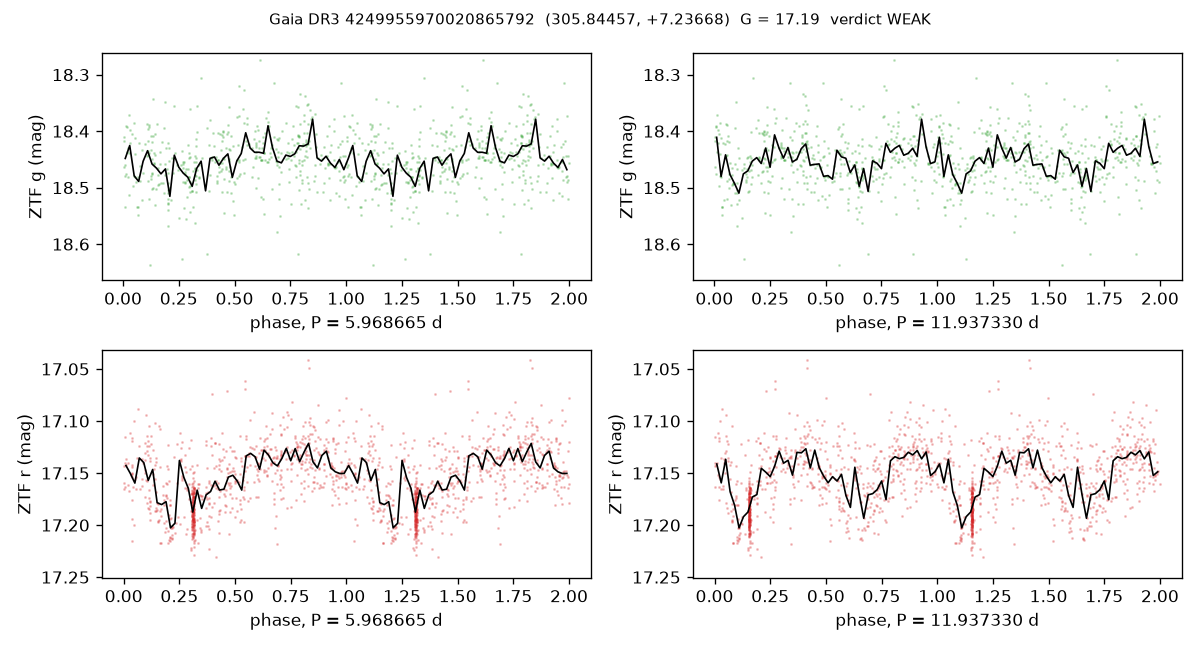 Gaia DR3 4249955970020865792 (305.84457, +7.23668) G = 17.19 verdict WEAK
ZTF g (mag)
18.3
18.4
18.5
18.6
0.00 0.25 0.50 0.75 1.00 1.25 1.50 1.75 2.00
phase, P = 5.968665 d
ZTF g (mag)
18.3
18.4
18.5
18.6
0.00 0.25 0.50 0.75 1.00 1.25 1.50 1.75 2.00
phase, P = 11.937330 d
ZTF r (mag)
17.05
17.10
17.15
17.20
17.25
0.00 0.25 0.50 0.75 1.00 1.25 1.50 1.75 2.00
phase, P = 5.968665 d
ZTF r (mag)
17.05
17.10
17.15
17.20
17.25
0.00 0.25 0.50 0.75 1.00 1.25 1.50 1.75 2.00
phase, P = 11.937330 d